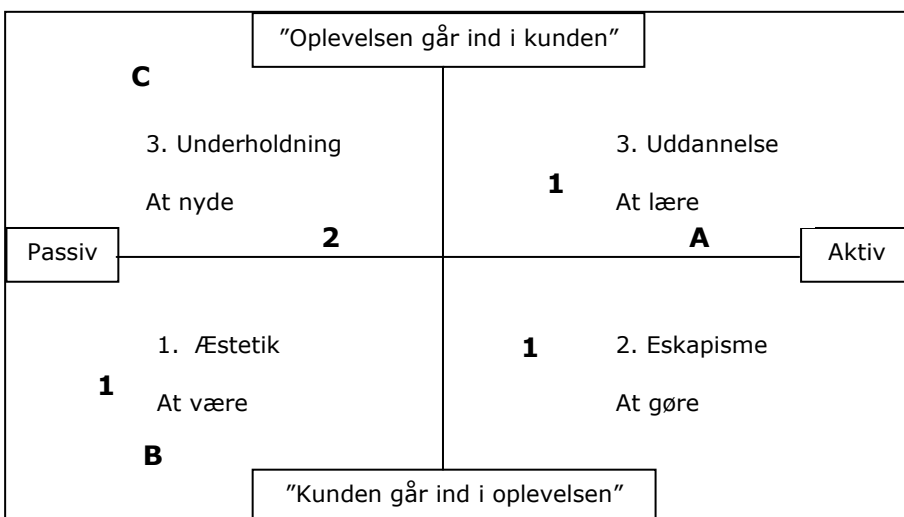 ”Oplevelsen går ind i kunden”
C
3. Underholdning
3. Uddannelse
1
At nyde
At lære
2
A
Passiv
Aktiv
1. Æstetik
1
2. Eskapisme
1
At være
At gøre
B
”Kunden går ind i oplevelsen”